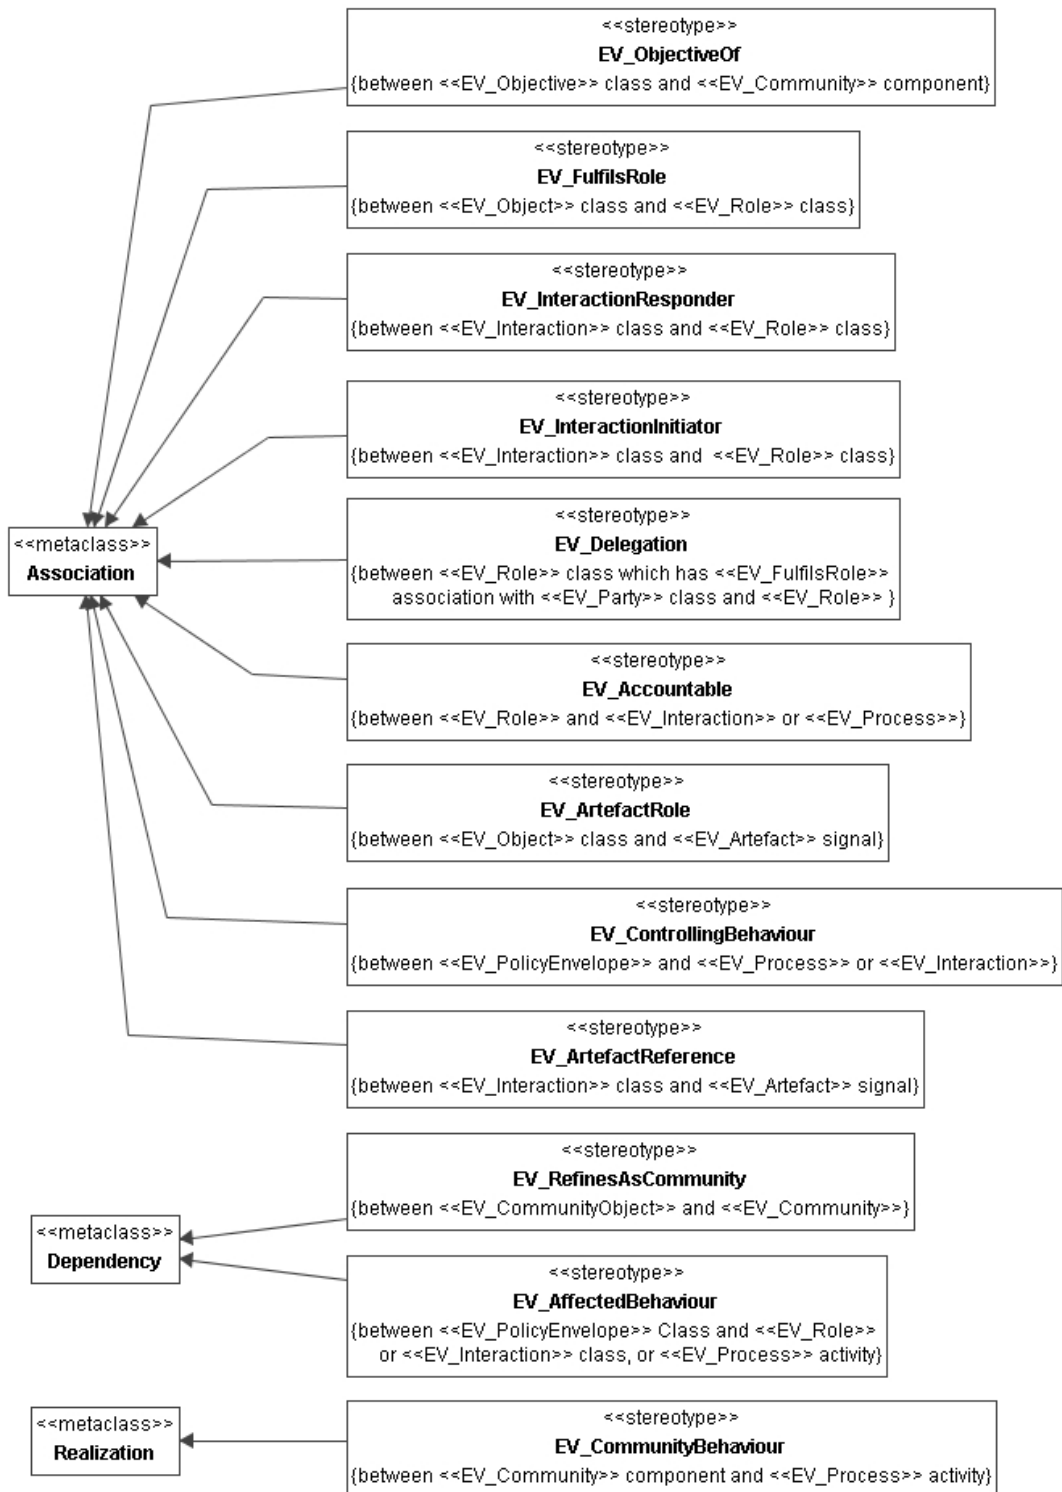 <<stereotype>>
EV_ObjectiveOf
{between <<EV_Objective>> class and <<EV_Community>> component}
<<stereotype>>
EV_FulfilsRole
{between <<EV_Object>> class and <<EV_Role>> class}
<<stereotype>>
EV_InteractionResponder
{between <<EV_Interaction>> class and <<EV_Role>> class}
<<stereotype>>
EV_InteractionInitiator
{between <<EV_Interaction>> class and <<EV_Role>> class}
<<metaclass>>
Association
<<stereotype>>
EV_Delegation
{between <<EV_Role>> class which has <<EV_FulfilsRole>>
association with <<EV_Party>> class and <<EV_Role>> }
<<stereotype>>
EV_Accountable
{between <<EV_Role>> and <<EV_Interaction>> or <<EV_Process>>}
<<stereotype>>
EV_ArtefactRole
{between <<EV_Object>> class and <<EV_Artefact>> signal}
<<stereotype>>
EV_ControllingBehaviour
{between <<EV_PolicyEnvelope>> and <<EV_Process>> or <<EV_Interaction>>}
<<stereotype>>
EV_ArtefactReference
{between <<EV_Interaction>> class and <<EV_Artefact>> signal}
<<stereotype>>
EV_RefinesAsCommunity
{between <<EV_CommunityObject>> and <<EV_Community>>}
<<metaclass>>
Dependency
<<stereotype>>
EV_AffectedBehaviour
{between <<EV_PolicyEnvelope>> Class and <<EV_Role>>
or <<EV_Interaction>> class, or <<EV_Process>> activity}
<<metaclass>>
Realization
<<stereotype>>
EV_CommunityBehaviour
{between <<EV_Community>> component and <<EV_Process>> activity}